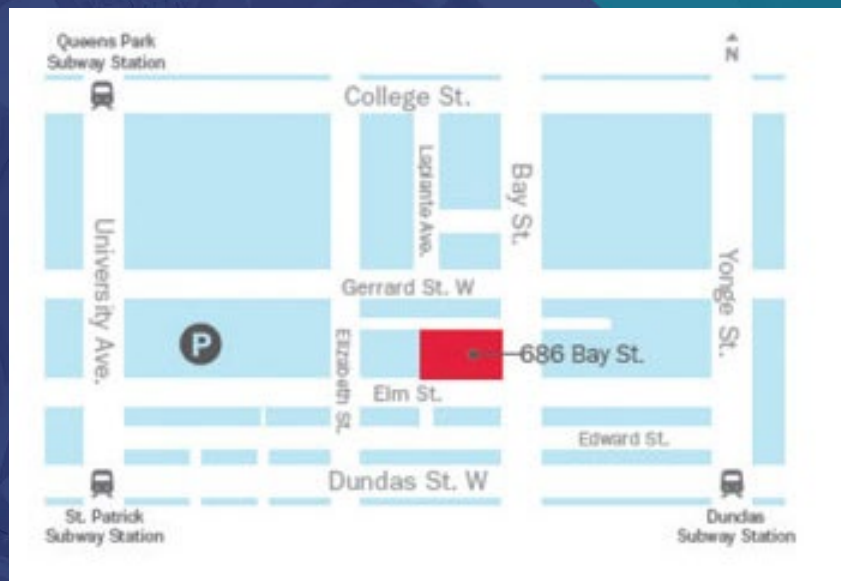 Queens Park
Subway Station
N
College St.
Laplante Ave.
Bay St.
University Ave.
Yonge St.
Gerrard St. W
P
Elizabeth St.
686 Bay St.
Elm St.
Edward St.
Dundas St. W
St. Patrick
Subway Station
Dundas
Subway Station